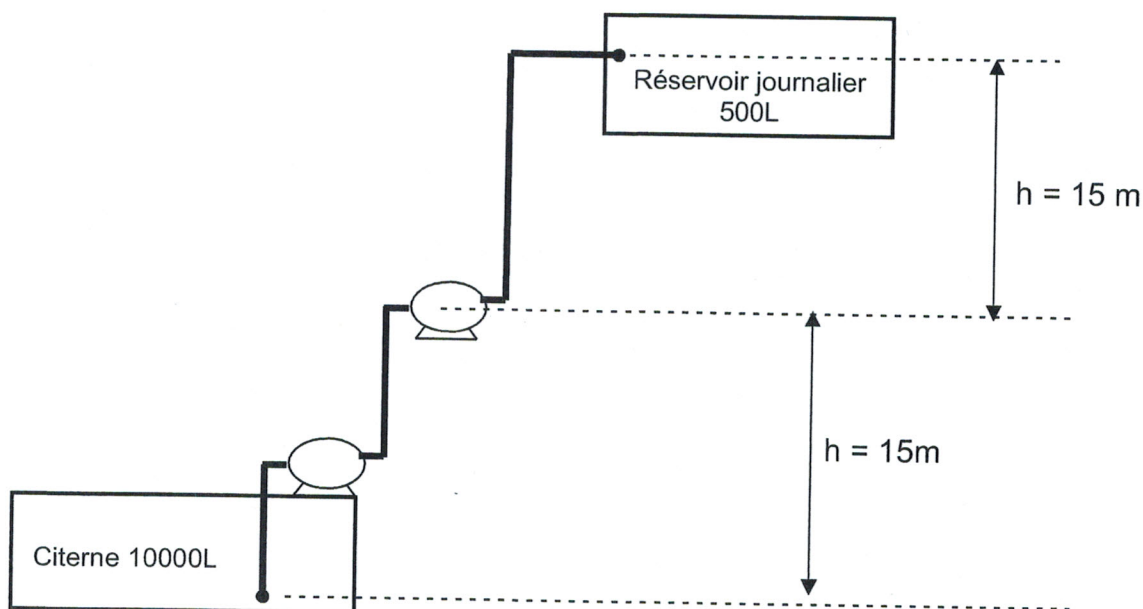 Réservoir journalier
500L
h = 15 m
h = 15m
Citerne 10000L